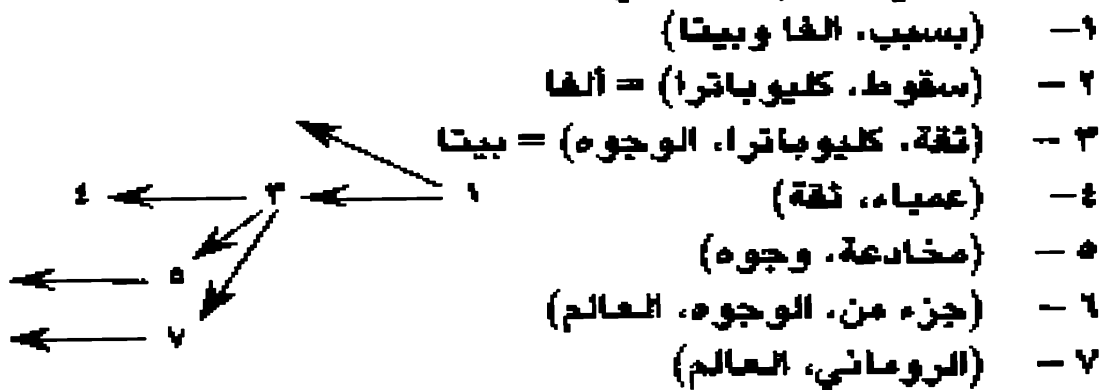 ١– (بسبب، الفا وبيتا)
٢ – (سقوط، كليوباترا) = ألفا
٣ – (ثقة، كليوباترا، الوجوه) = بيتا
٤– (عمياء، ثقة)
٥ – (مخادعة، وجوه)
٦ – (جزء من، الوجوه، العالم)
٧ – (الروماني، العالم)
١ ٣ ٤
٥
٧